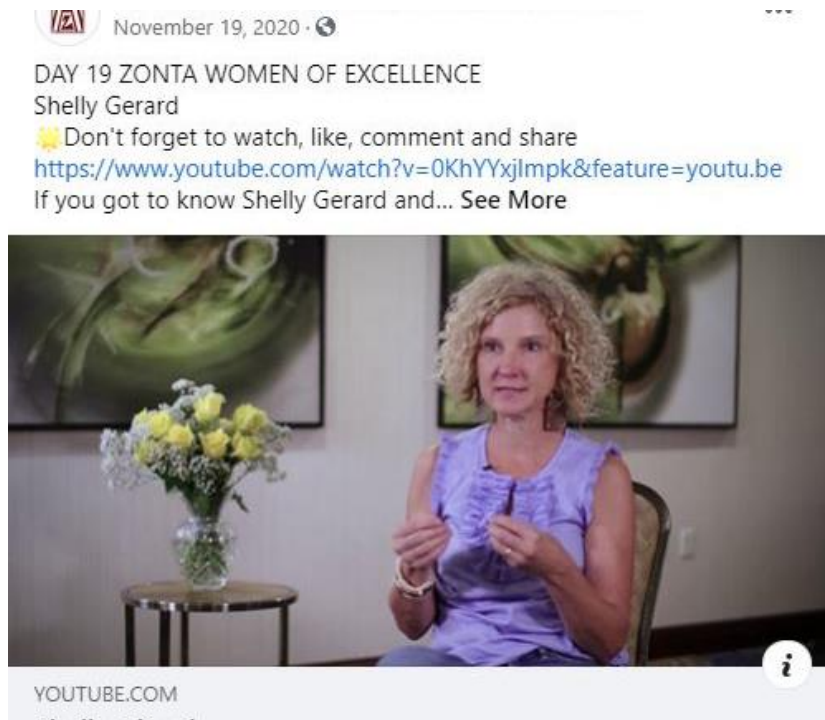 November 19, 2020 ·
DAY 19 ZONTA WOMEN OF EXCELLENCE
Shelly Gerard
🌟Don't forget to watch, like, comment and share
https://www.youtube.com/watch?v=0KhYYxjImpk&feature=youtu.be
If you got to know Shelly Gerard and... See More
i
YOUTUBE.COM